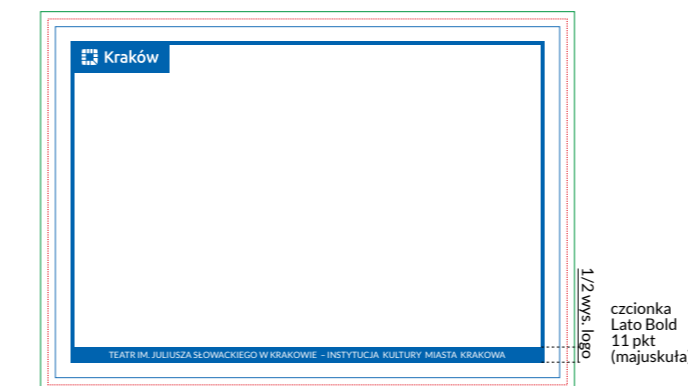 Kraków
TEATR IM. JULIUSZA SŁOWACKIEGO W KRAKOWIE – INSTYTUCJA KULTURY MIASTA KRAKOWA
1/2 wys. logo
czcionka
Lato Bold
11 pkt
(majuskuła)